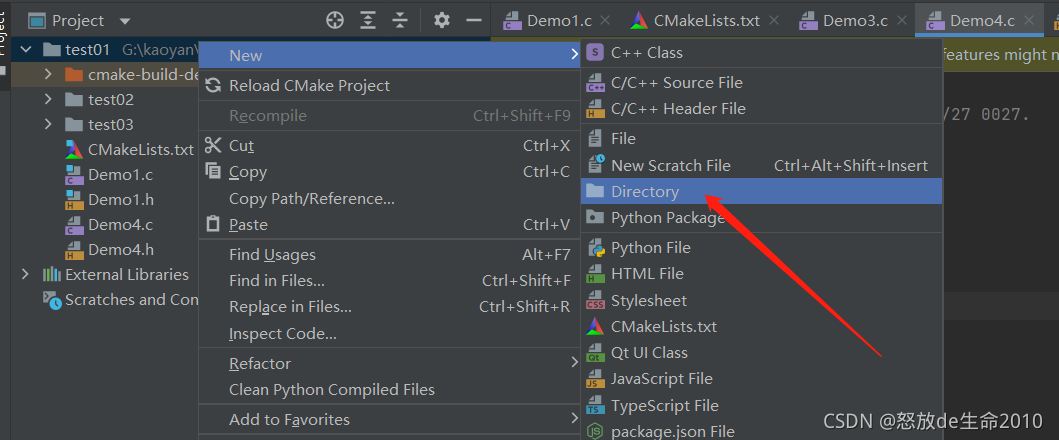 Project
Project
Demo1.c
CMakeLists.txt
Demo3.c
Demo4.c
test01 G:\kaoyan\
features might n
cmake-build-de
test02
test03
CMakeLists.txt
Demo1.c
Demo1.h
Demo4.c
Demo4.h
External Libraries
Scratches and Con
New
Reload CMake Project
Recompile Ctrl+Shift+F9
Cut Ctrl+X
Copy Ctrl+C
Copy Path/Reference...
Paste Ctrl+V
Find Usages Alt+F7
Find in Files... Ctrl+Shift+F
Replace in Files... Ctrl+Shift+R
Inspect Code...
Refactor
Clean Python Compiled Files
Add to Favorites
C++ Class
C/C++ Source File
C/C++ Header File
File
New Scratch File Ctrl+Alt+Shift+Insert
Directory
Python Package
Python File
HTML File
Stylesheet
CMakeLists.txt
Qt UI Class
JavaScript File
TypeScript File
package.json File
/27 0027.
CSDN @怒放de生命2010